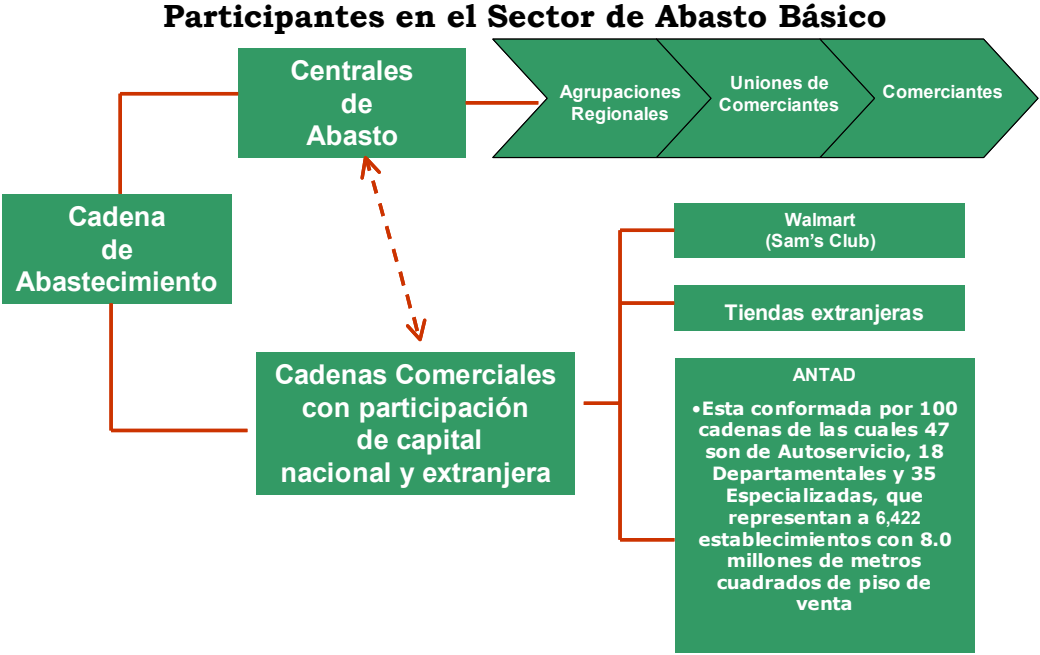 Participantes en el Sector de Abasto Básico
Centrales
de
Abasto
Agrupaciones
Regionales
Uniones de
Comerciantes
Comerciantes
Cadena
de
Abastecimiento
Walmart
(Sam's Club)
Tiendas extranjeras
Cadenas Comerciales
con participación
de capital
nacional y extranjera
ANTAD
•Esta conformada por 100
cadenas de las cuales 47
son de Autoservicio, 18
Departamentales y 35
Especializadas, que
representan a 6,422
establecimientos con 8.0
millones de metros
cuadrados de piso de
venta